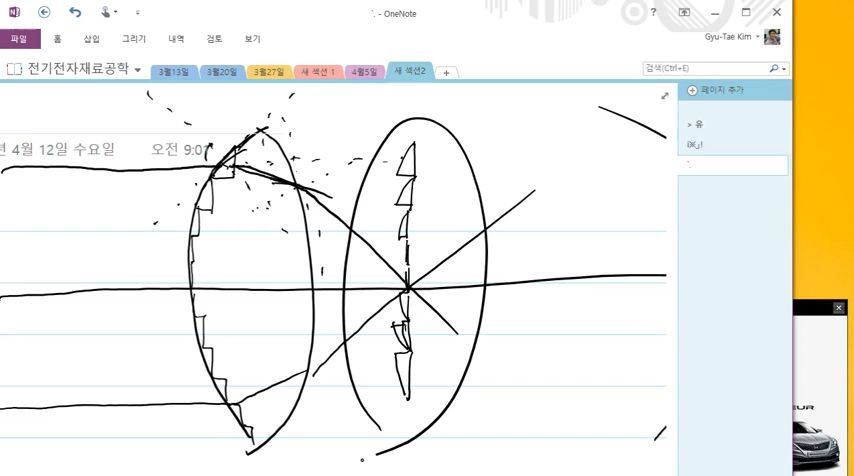 - OneNote
?
파일 홈 삽입 그리기 내역 검토 보기
Gyu-Tae Kim
전기전자재료공학
3월13일 3월20일 3월27일 새 섹션 1 4월5일 새 섹션2 +
검색(Ctrl+E)
페이지 추가
> 유
4월 12일 수요일 오전 9:0
EUR